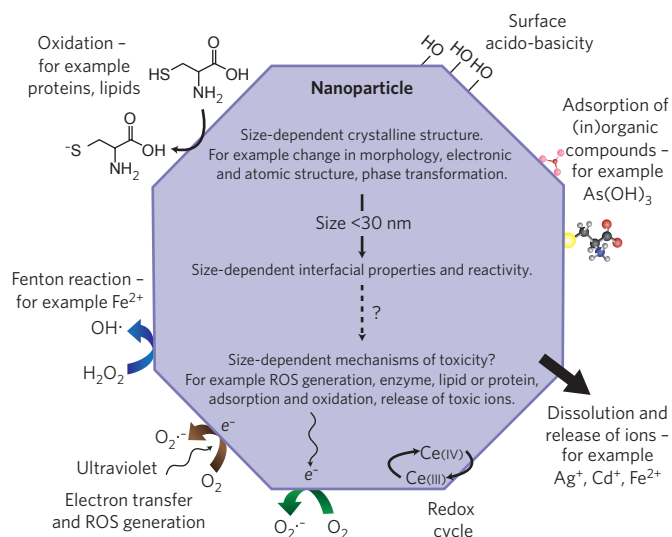 Oxidation –
for example
proteins, lipids
HS
O
OH
NH₂
⁻S
O
OH
NH₂
Surface
acido-basicity
HO
HO
HO
Nanoparticle
Size-dependent crystalline structure.
For example change in morphology, electronic
and atomic structure, phase transformation.
Size <30 nm
Size-dependent interfacial properties and reactivity.
?
Size-dependent mechanisms of toxicity?
For example ROS generation, enzyme, lipid or protein,
adsorption and oxidation, release of toxic ions.
Adsorption of
(in)organic
compounds –
for example
As(OH)₃
Fenton reaction –
for example Fe²⁺
OH·
H₂O₂
O₂·⁻
e⁻
Ultraviolet
O₂
Electron transfer
and ROS generation
e⁻
O₂·⁻
O₂
Ce(IV)
Ce(III)
Redox
cycle
Dissolution and
release of ions –
for example
Ag⁺, Cd⁺, Fe²⁺